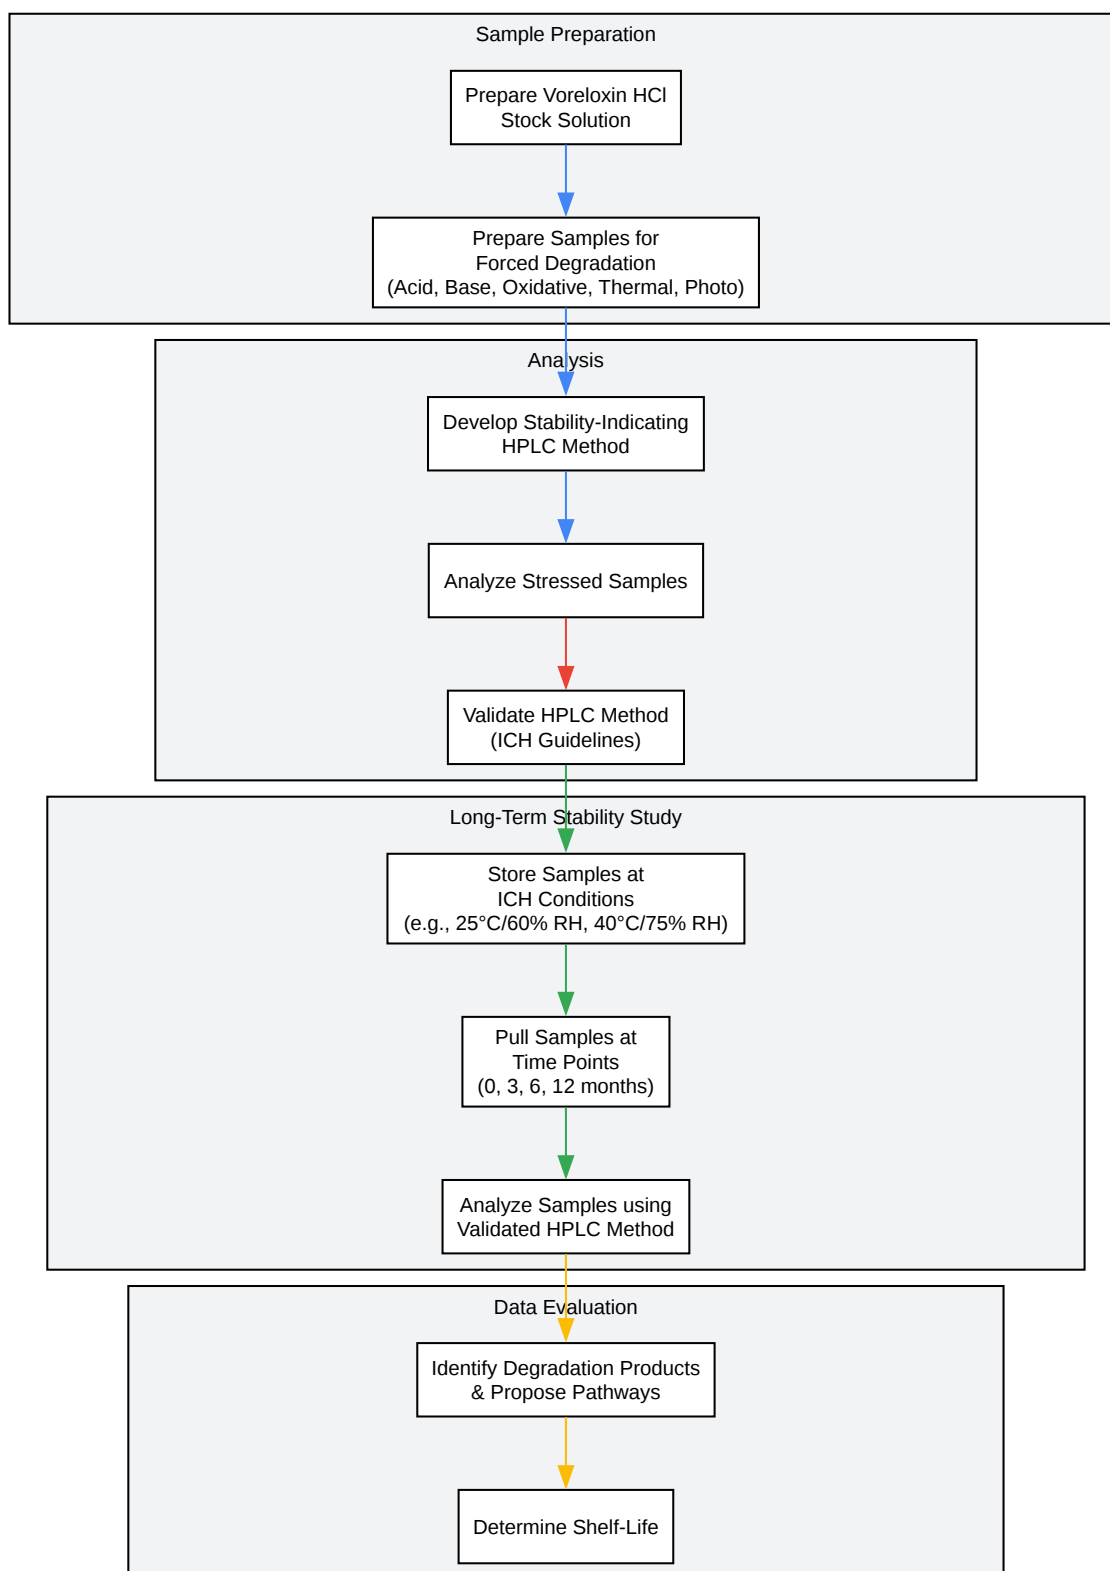 Sample Preparation
Prepare Voreloxin HCl
Stock Solution
Prepare Samples for
Forced Degradation
(Acid, Base, Oxidative, Thermal, Photo)
Analysis
Develop Stability-Indicating
HPLC Method
Analyze Stressed Samples
Validate HPLC Method
(ICH Guidelines)
Long-Term Stability Study
Store Samples at
ICH Conditions
(e.g., 25°C/60% RH, 40°C/75% RH)
Pull Samples at
Time Points
(0, 3, 6, 12 months)
Analyze Samples using
Validated HPLC Method
Data Evaluation
Identify Degradation Products
& Propose Pathways
Determine Shelf-Life